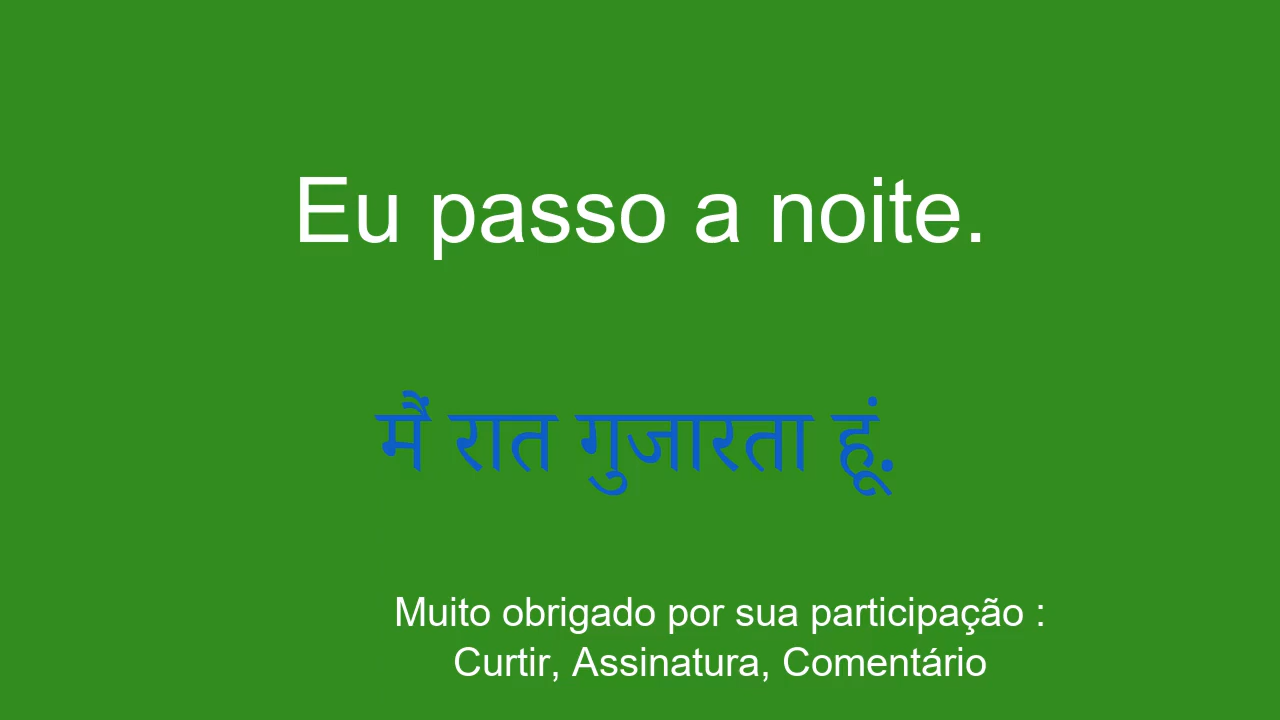 Eu passo a noite.
मैं रात गुजारता हूं.
Muito obrigado por sua participação :
Curtir, Assinatura, Comentário